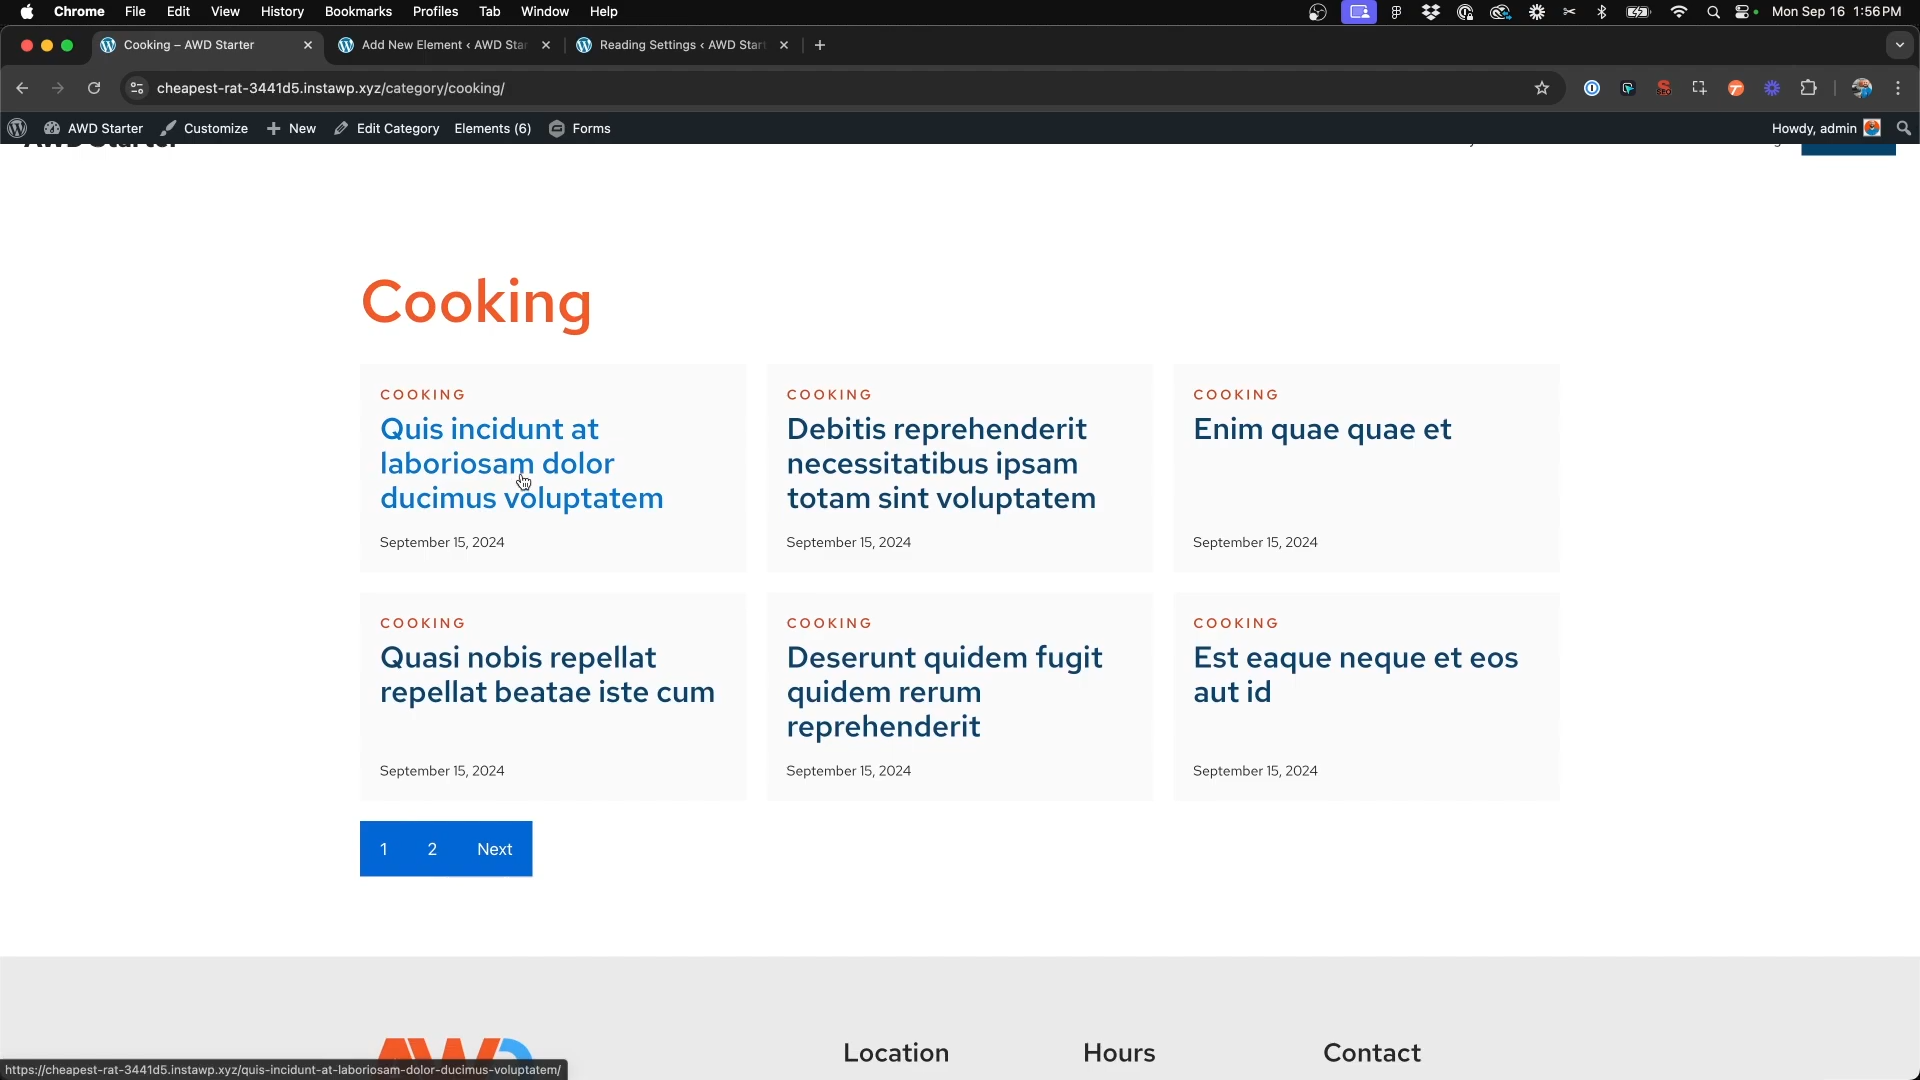 Chrome File Edit View History Bookmarks Profiles Tab Window Help Mon Sep 16 1:56 PM
Cooking – AWD Starter Add New Element ‹ AWD Star Reading Settings ‹ AWD Start
cheapest-rat-3441d5.instawp.xyz/category/cooking/
AWD Starter Customize New Edit Category Elements (6) Forms Howdy, admin
AWD Starter
Cooking
COOKING
Quis incidunt at
laboriosam dolor
ducimus voluptatem
September 15, 2024
COOKING
Debitis reprehenderit
necessitatibus ipsam
totam sint voluptatem
September 15, 2024
COOKING
Enim quae quae et
September 15, 2024
COOKING
Quasi nobis repellat
repellat beatae iste cum
September 15, 2024
COOKING
Deserunt quidem fugit
quidem rerum
reprehenderit
September 15, 2024
COOKING
Est eaque neque et eos
aut id
September 15, 2024
1 2 Next
AWD
Location Hours Contact
https://cheapest-rat-3441d5.instawp.xyz/quis-incidunt-at-laboriosam-dolor-ducimus-voluptatem/